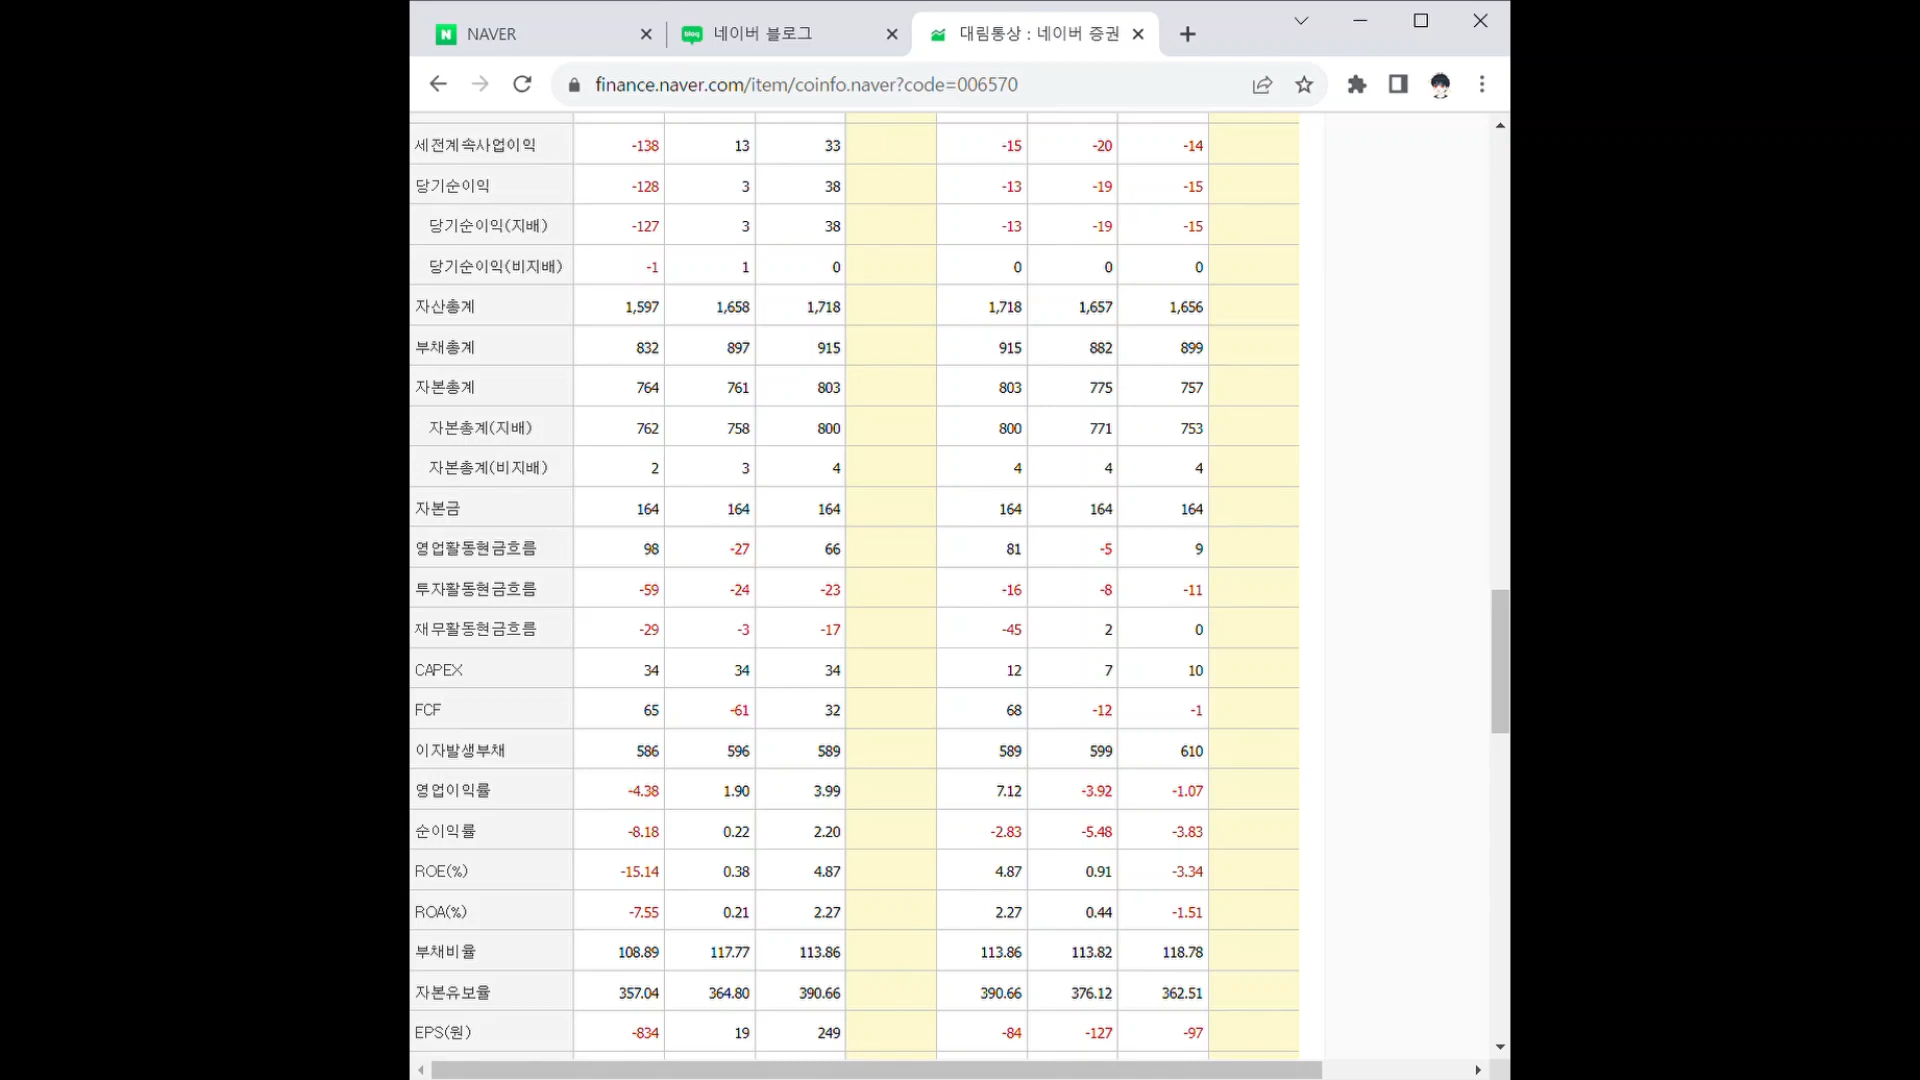 NAVER
네이버 블로그
대림통상 : 네이버 증권
finance.naver.com/item/coinfo.naver?code=006570
세전계속사업이익 -138 13 33 -15 -20 -14
당기순이익 -128 3 38 -13 -19 -15
당기순이익(지배) -127 3 38 -13 -19 -15
당기순이익(비지배) -1 1 0 0 0 0
자산총계 1,597 1,658 1,718 1,718 1,657 1,656
부채총계 832 897 915 915 882 899
자본총계 764 761 803 803 775 757
자본총계(지배) 762 758 800 800 771 753
자본총계(비지배) 2 3 4 4 4 4
자본금 164 164 164 164 164 164
영업활동현금흐름 98 -27 66 81 -5 9
투자활동현금흐름 -59 -24 -23 -16 -8 -11
재무활동현금흐름 -29 -3 -17 -45 2 0
CAPEX 34 34 34 12 7 10
FCF 65 -61 32 68 -12 -1
이자발생부채 586 596 589 589 599 610
영업이익률 -4.38 1.90 3.99 7.12 -3.92 -1.07
순이익률 -8.18 0.22 2.20 -2.83 -5.48 -3.83
ROE(%) -15.14 0.38 4.87 4.87 0.91 -3.34
ROA(%) -7.55 0.21 2.27 2.27 0.44 -1.51
부채비율 108.89 117.77 113.86 113.86 113.82 118.78
자본유보율 357.04 364.80 390.66 390.66 376.12 362.51
EPS(원) -834 19 249 -84 -127 -97